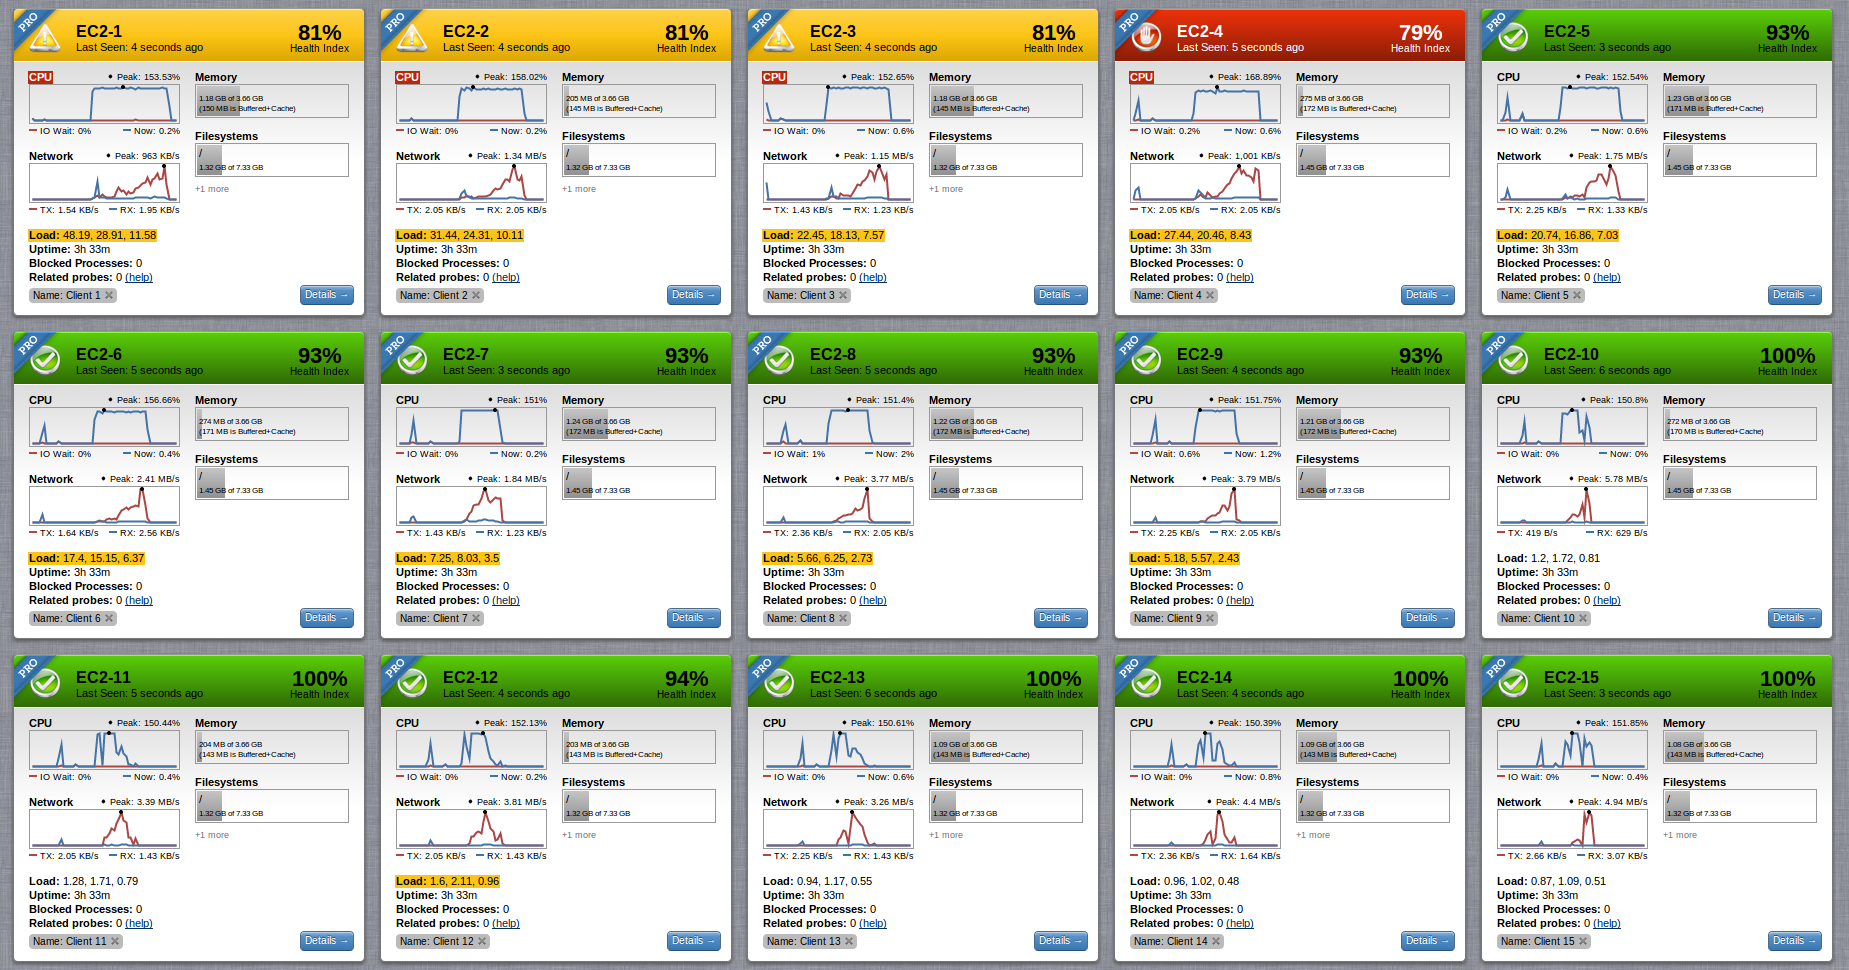 PRO
EC2-1
Last Seen: 4 seconds ago
81%
Health Index
CPU
Peak: 153.53%
IO Wait: 0%
Now: 0.2%
Memory
1.18 GB of 3.66 GB
(150 MB is Buffered+Cache)
Network
Peak: 963 KB/s
TX: 1.54 KB/s
RX: 1.95 KB/s
Filesystems
/
1.32 GB of 7.33 GB
+1 more
Load: 48.19, 28.91, 11.58
Uptime: 3h 33m
Blocked Processes: 0
Related probes: 0 (help)
Name: Client 1
Details →
PRO
EC2-2
Last Seen: 4 seconds ago
81%
Health Index
CPU
Peak: 158.02%
IO Wait: 0%
Now: 0.2%
Memory
205 MB of 3.66 GB
(145 MB is Buffered+Cache)
Network
Peak: 1.34 MB/s
TX: 2.05 KB/s
RX: 2.05 KB/s
Filesystems
/
1.32 GB of 7.33 GB
+1 more
Load: 31.44, 24.31, 10.11
Uptime: 3h 33m
Blocked Processes: 0
Related probes: 0 (help)
Name: Client 2
Details →
PRO
EC2-3
Last Seen: 4 seconds ago
81%
Health Index
CPU
Peak: 152.65%
IO Wait: 0%
Now: 0.6%
Memory
1.18 GB of 3.66 GB
(145 MB is Buffered+Cache)
Network
Peak: 1.15 MB/s
TX: 1.43 KB/s
RX: 1.23 KB/s
Filesystems
/
1.32 GB of 7.33 GB
+1 more
Load: 22.45, 18.13, 7.57
Uptime: 3h 33m
Blocked Processes: 0
Related probes: 0 (help)
Name: Client 3
Details →
PRO
EC2-4
Last Seen: 5 seconds ago
79%
Health Index
CPU
Peak: 168.89%
IO Wait: 0.2%
Now: 0.6%
Memory
275 MB of 3.66 GB
(172 MB is Buffered+Cache)
Network
Peak: 1,001 KB/s
TX: 2.05 KB/s
RX: 2.05 KB/s
Filesystems
/
1.45 GB of 7.33 GB
Load: 27.44, 20.46, 8.43
Uptime: 3h 33m
Blocked Processes: 0
Related probes: 0 (help)
Name: Client 4
Details →
PRO
EC2-5
Last Seen: 3 seconds ago
93%
Health Index
CPU
Peak: 152.54%
IO Wait: 0.2%
Now: 0.6%
Memory
1.23 GB of 3.66 GB
(171 MB is Buffered+Cache)
Network
Peak: 1.75 MB/s
TX: 2.25 KB/s
RX: 1.33 KB/s
Filesystems
/
1.45 GB of 7.33 GB
Load: 20.74, 16.86, 7.03
Uptime: 3h 33m
Blocked Processes: 0
Related probes: 0 (help)
Name: Client 5
Details →
PRO
EC2-6
Last Seen: 5 seconds ago
93%
Health Index
CPU
Peak: 156.66%
IO Wait: 0%
Now: 0.4%
Memory
274 MB of 3.66 GB
(171 MB is Buffered+Cache)
Network
Peak: 2.41 MB/s
TX: 1.64 KB/s
RX: 2.56 KB/s
Filesystems
/
1.45 GB of 7.33 GB
Load: 17.4, 15.15, 6.37
Uptime: 3h 33m
Blocked Processes: 0
Related probes: 0 (help)
Name: Client 6
Details →
PRO
EC2-7
Last Seen: 3 seconds ago
93%
Health Index
CPU
Peak: 151%
IO Wait: 0%
Now: 0.2%
Memory
1.24 GB of 3.66 GB
(172 MB is Buffered+Cache)
Network
Peak: 1.84 MB/s
TX: 1.43 KB/s
RX: 1.23 KB/s
Filesystems
/
1.45 GB of 7.33 GB
Load: 7.25, 8.03, 3.5
Uptime: 3h 33m
Blocked Processes: 0
Related probes: 0 (help)
Name: Client 7
Details →
PRO
EC2-8
Last Seen: 5 seconds ago
93%
Health Index
CPU
Peak: 151.4%
IO Wait: 1%
Now: 2%
Memory
1.22 GB of 3.66 GB
(172 MB is Buffered+Cache)
Network
Peak: 3.77 MB/s
TX: 2.36 KB/s
RX: 2.05 KB/s
Filesystems
/
1.45 GB of 7.33 GB
Load: 5.66, 6.25, 2.73
Uptime: 3h 33m
Blocked Processes: 0
Related probes: 0 (help)
Name: Client 8
Details →
PRO
EC2-9
Last Seen: 4 seconds ago
93%
Health Index
CPU
Peak: 151.75%
IO Wait: 0.6%
Now: 1.2%
Memory
1.21 GB of 3.66 GB
(172 MB is Buffered+Cache)
Network
Peak: 3.79 MB/s
TX: 2.25 KB/s
RX: 2.05 KB/s
Filesystems
/
1.45 GB of 7.33 GB
Load: 5.18, 5.57, 2.43
Uptime: 3h 33m
Blocked Processes: 0
Related probes: 0 (help)
Name: Client 9
Details →
PRO
EC2-10
Last Seen: 6 seconds ago
100%
Health Index
CPU
Peak: 150.8%
IO Wait: 0%
Now: 0%
Memory
272 MB of 3.66 GB
(170 MB is Buffered+Cache)
Network
Peak: 5.78 MB/s
TX: 419 B/s
RX: 629 B/s
Filesystems
/
1.45 GB of 7.33 GB
Load: 1.2, 1.72, 0.81
Uptime: 3h 33m
Blocked Processes: 0
Related probes: 0 (help)
Name: Client 10
Details →
PRO
EC2-11
Last Seen: 5 seconds ago
100%
Health Index
CPU
Peak: 150.44%
IO Wait: 0%
Now: 0.4%
Memory
204 MB of 3.66 GB
(143 MB is Buffered+Cache)
Network
Peak: 3.39 MB/s
TX: 2.05 KB/s
RX: 1.43 KB/s
Filesystems
/
1.32 GB of 7.33 GB
+1 more
Load: 1.28, 1.71, 0.79
Uptime: 3h 33m
Blocked Processes: 0
Related probes: 0 (help)
Name: Client 11
Details →
PRO
EC2-12
Last Seen: 4 seconds ago
94%
Health Index
CPU
Peak: 152.13%
IO Wait: 0%
Now: 0.2%
Memory
203 MB of 3.66 GB
(143 MB is Buffered+Cache)
Network
Peak: 3.81 MB/s
TX: 2.05 KB/s
RX: 1.43 KB/s
Filesystems
/
1.32 GB of 7.33 GB
+1 more
Load: 1.6, 2.11, 0.96
Uptime: 3h 33m
Blocked Processes: 0
Related probes: 0 (help)
Name: Client 12
Details →
PRO
EC2-13
Last Seen: 6 seconds ago
100%
Health Index
CPU
Peak: 150.61%
IO Wait: 0%
Now: 0.6%
Memory
1.09 GB of 3.66 GB
(143 MB is Buffered+Cache)
Network
Peak: 3.26 MB/s
TX: 2.25 KB/s
RX: 1.43 KB/s
Filesystems
/
1.32 GB of 7.33 GB
+1 more
Load: 0.94, 1.17, 0.55
Uptime: 3h 33m
Blocked Processes: 0
Related probes: 0 (help)
Name: Client 13
Details →
PRO
EC2-14
Last Seen: 4 seconds ago
100%
Health Index
CPU
Peak: 150.39%
IO Wait: 0%
Now: 0.8%
Memory
1.09 GB of 3.66 GB
(143 MB is Buffered+Cache)
Network
Peak: 4.4 MB/s
TX: 2.36 KB/s
RX: 1.64 KB/s
Filesystems
/
1.32 GB of 7.33 GB
+1 more
Load: 0.96, 1.02, 0.48
Uptime: 3h 33m
Blocked Processes: 0
Related probes: 0 (help)
Name: Client 14
Details →
PRO
EC2-15
Last Seen: 3 seconds ago
100%
Health Index
CPU
Peak: 151.85%
IO Wait: 0%
Now: 0.4%
Memory
1.08 GB of 3.66 GB
(143 MB is Buffered+Cache)
Network
Peak: 4.94 MB/s
TX: 2.66 KB/s
RX: 3.07 KB/s
Filesystems
/
1.32 GB of 7.33 GB
+1 more
Load: 0.87, 1.09, 0.51
Uptime: 3h 33m
Blocked Processes: 0
Related probes: 0 (help)
Name: Client 15
Details →